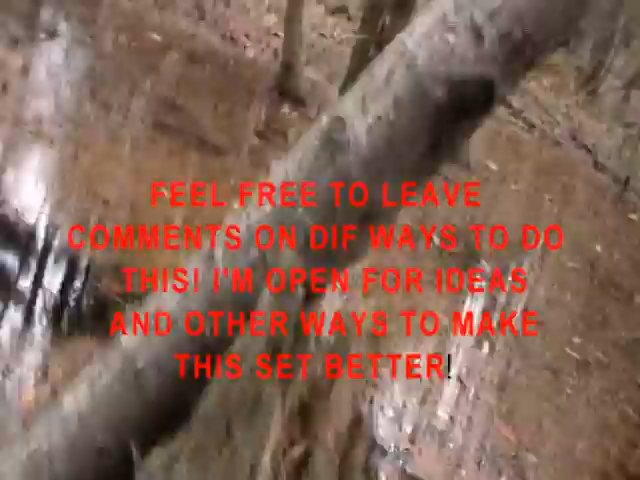 FEEL FREE TO LEAVE
COMMENTS ON DIF WAYS TO DO
THIS! I'M OPEN FOR IDEAS
AND OTHER WAYS TO MAKE
THIS SET BETTER!